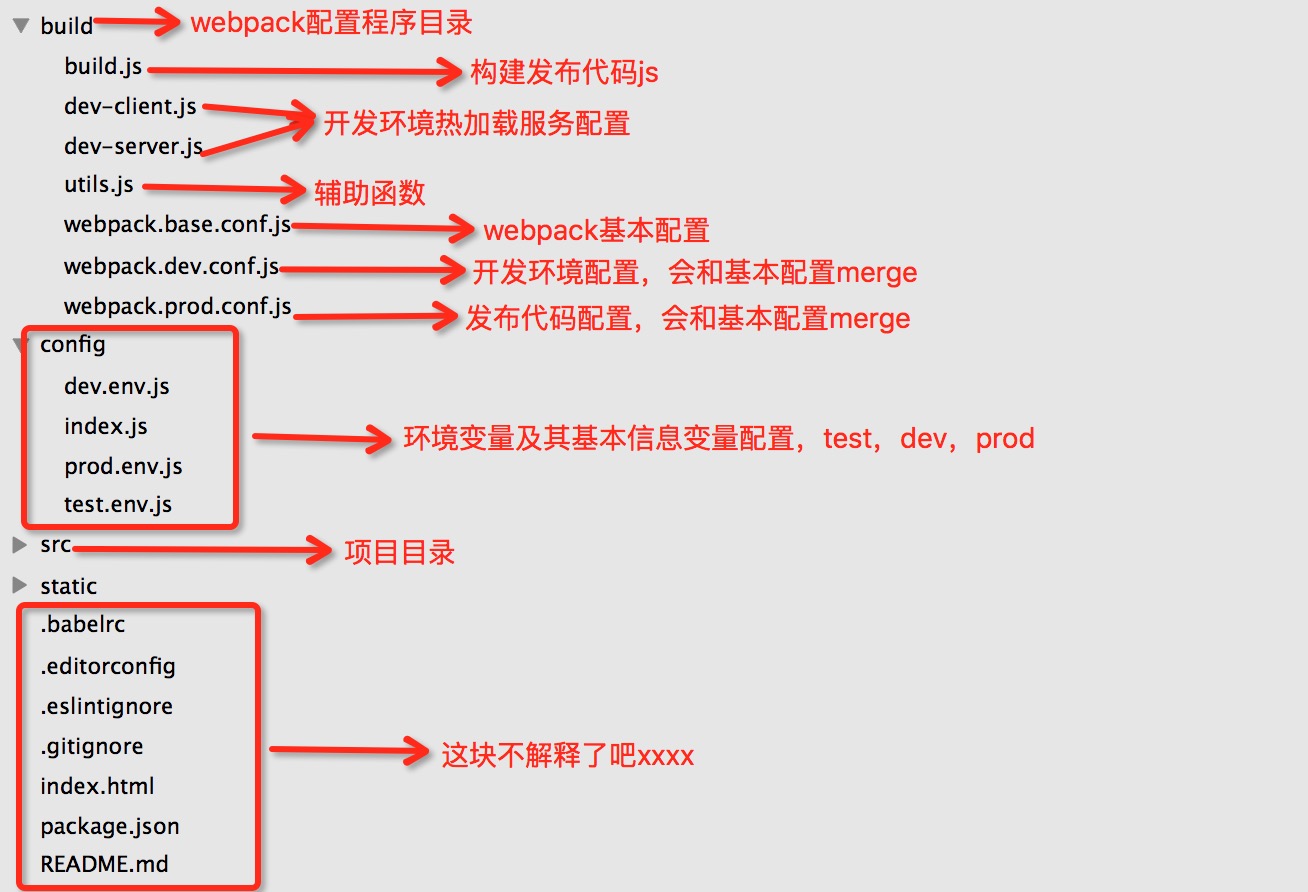 build webpack配置程序目录
build.js 构建发布代码js
dev-client.js
开发环境热加载服务配置
dev-server.js
utils.js 辅助函数
webpack.base.conf.js webpack基本配置
webpack.dev.conf.js 开发环境配置，会和基本配置merge
webpack.prod.conf.js 发布代码配置，会和基本配置merge
config
dev.env.js
index.js 环境变量及其基本信息变量配置，test，dev，prod
prod.env.js
test.env.js
src 项目目录
static
.babelrc
.editorconfig
.eslintignore
.gitignore 这块不解释了吧xxxx
index.html
package.json
README.md